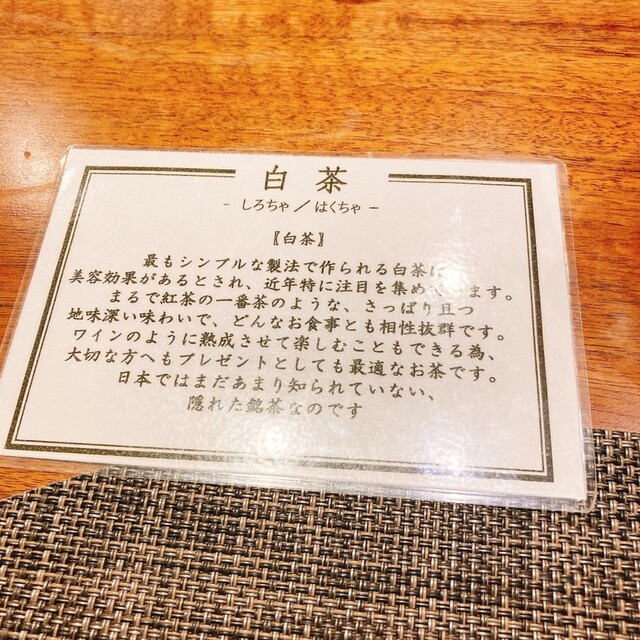 白茶
- しろちゃ／はくちゃ -
〖白茶〗
最もシンプルな製法で作られる白茶に
美容効果があるとされ、近年特に注目を集め ます。
まるで紅茶の一番茶のような、さっぱり且つ
地味深い味わいで、どんなお食事とも相性抜群です。
ワインのように熟成させて楽しむこともできる為、
大切な方へもプレゼントとしても最適なお茶です。
日本ではまだあまり知られていない、
隠れた銘茶なのです